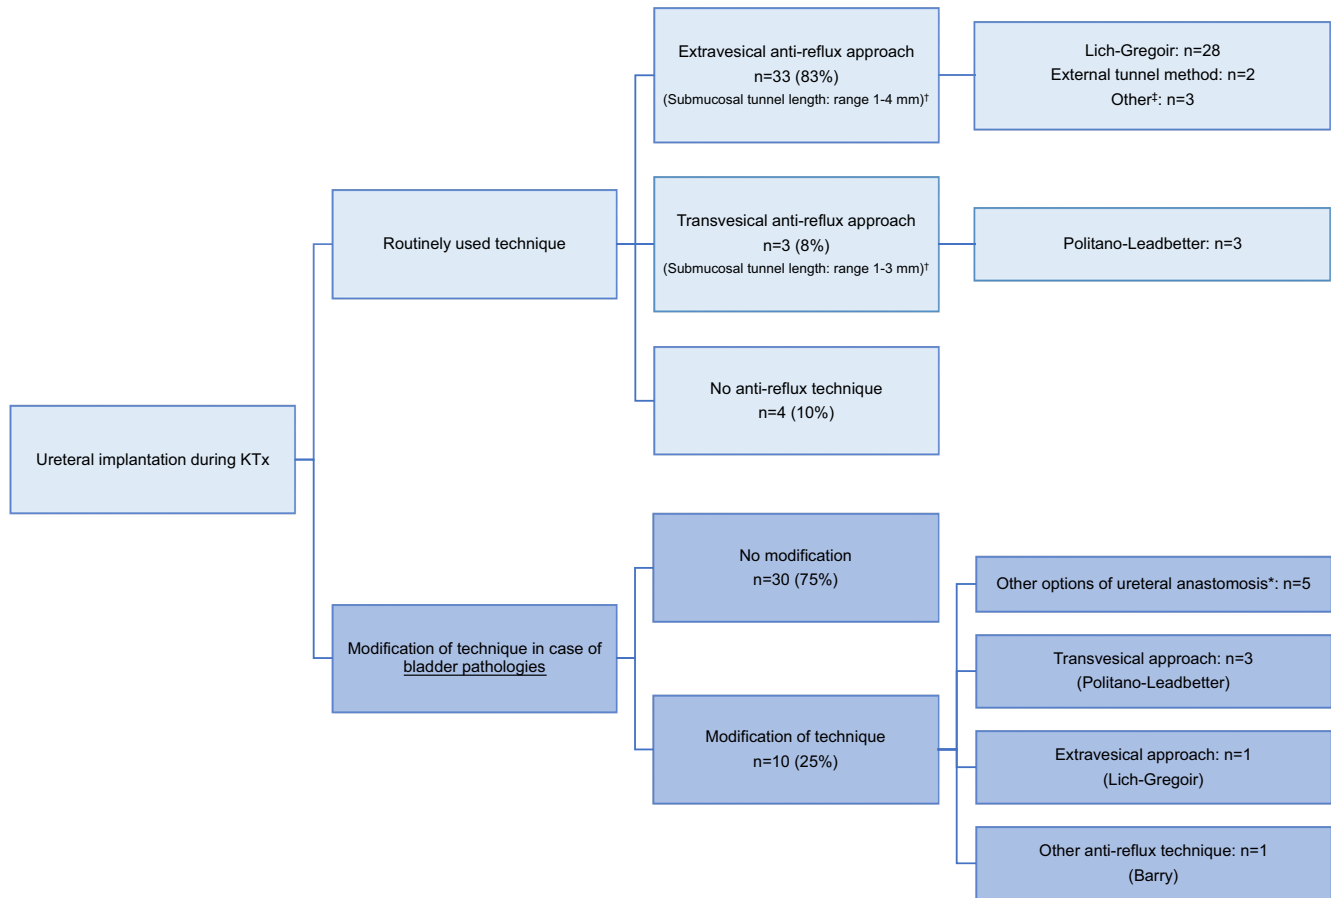 Ureteral implantation during KTx
Routinely used technique
Extravesical anti-reflux approach
n=33 (83%)
(Submucosal tunnel length: range 1-4 mm)†
Lich-Gregoir: n=28
External tunnel method: n=2
Other‡: n=3
Transvesical anti-reflux approach
n=3 (8%)
(Submucosal tunnel length: range 1-3 mm)†
Politano-Leadbetter: n=3
No anti-reflux technique
n=4 (10%)
Modification of technique in case of
bladder pathologies
No modification
n=30 (75%)
Modification of technique
n=10 (25%)
Other options of ureteral anastomosis*: n=5
Transvesical approach: n=3
(Politano-Leadbetter)
Extravesical approach: n=1
(Lich-Gregoir)
Other anti-reflux technique: n=1
(Barry)